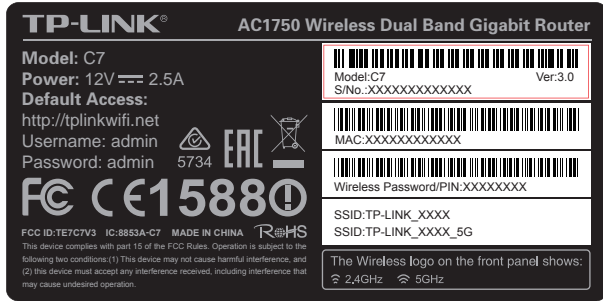 TP-LINK®
AC1750 Wireless Dual Band Gigabit Router
Model: C7
Power: 12V 2.5A
Default Access:
http://tplinkwifi.net
Username: admin
Password: admin
5734
EAC
FC CE1588
FCC ID:TE7C7V3 IC:8853A-C7 MADE IN CHINA RoHS
This device complies with part 15 of the FCC Rules. Operation is subject to the
following two conditions:(1) This device may not cause harmful interference, and
(2) this device must accept any interference received, including interference that
may cause undesired operation.
Model:C7 Ver:3.0
S/No.:XXXXXXXXXXXXX
MAC:XXXXXXXXXXXX
Wireless Password/PIN:XXXXXXXX
SSID:TP-LINK_XXXX
SSID:TP-LINK_XXXX_5G
The Wireless logo on the front panel shows:
2,4GHz 5GHz